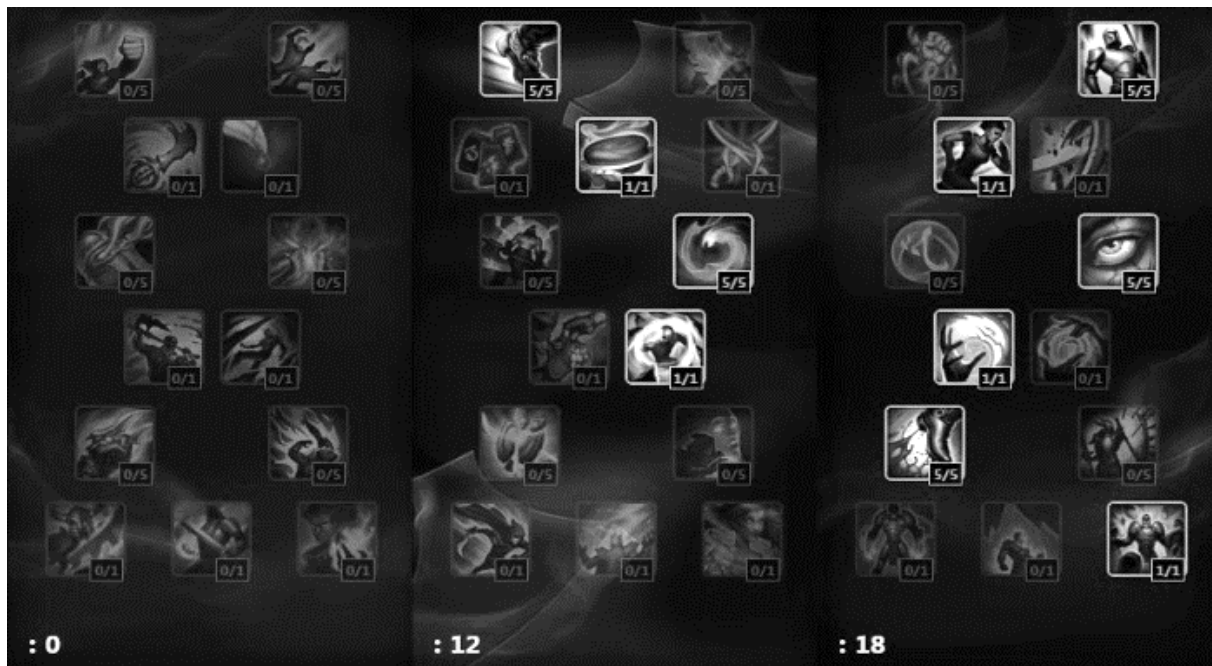 0/5 0/5 5/5 0/5 0/5 5/5
0/1 0/1 0/1 1/1 0/1 1/1 0/1
0/5 0/5 0/5 5/5 0/5 5/5
0/1 0/1 0/1 1/1 1/1 0/1
0/5 0/5 0/5 0/5 5/5 0/5
0/1 0/1 0/1 0/1 0/1 0/1 0/1 0/1 1/1
: 0 : 12 : 18